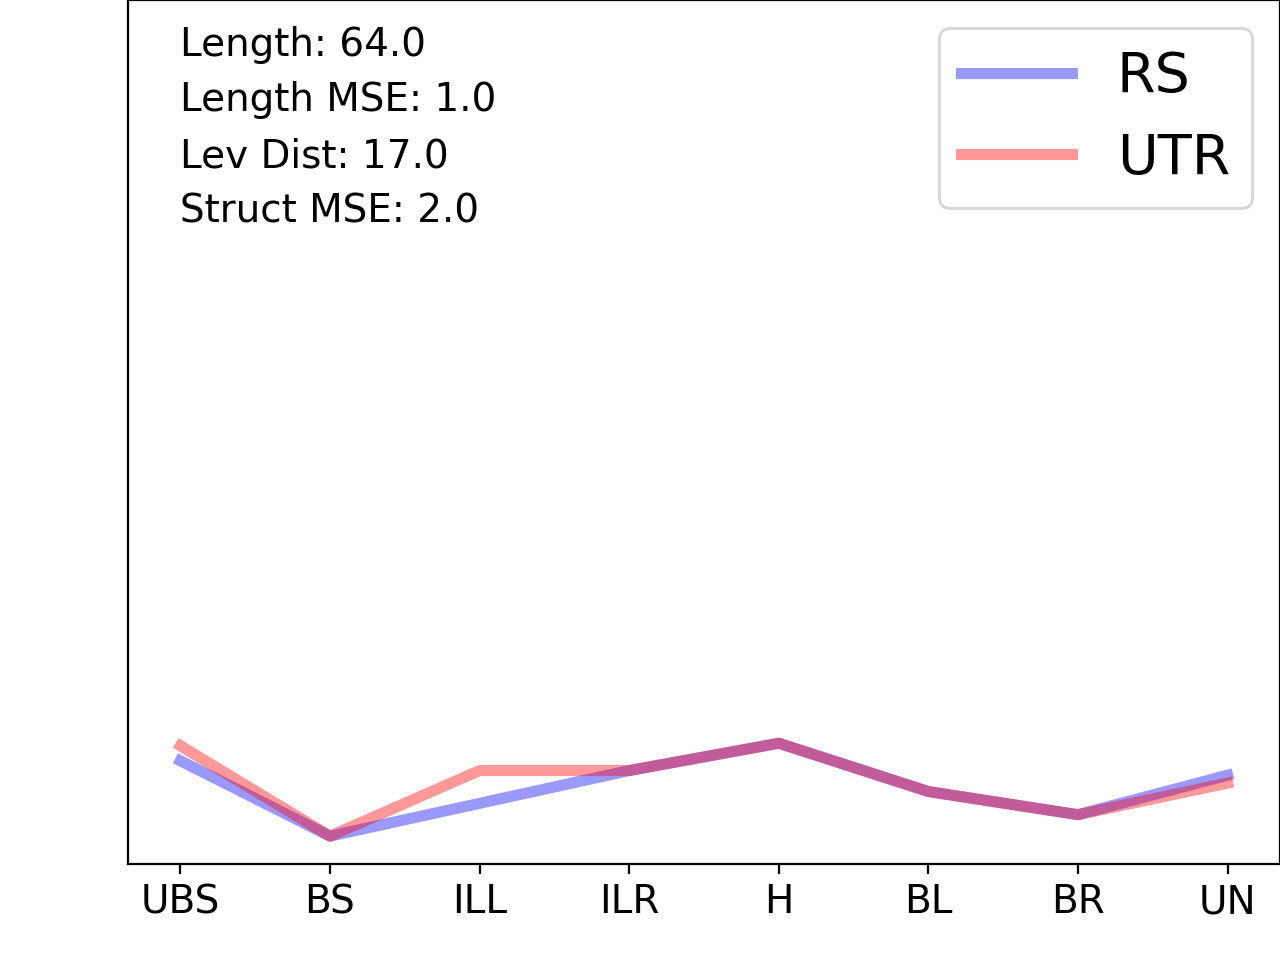 Length: 64.0
Length MSE: 1.0
Lev Dist: 17.0
Struct MSE: 2.0
RS
UTR
UBS BS ILL ILR H BL BR UN